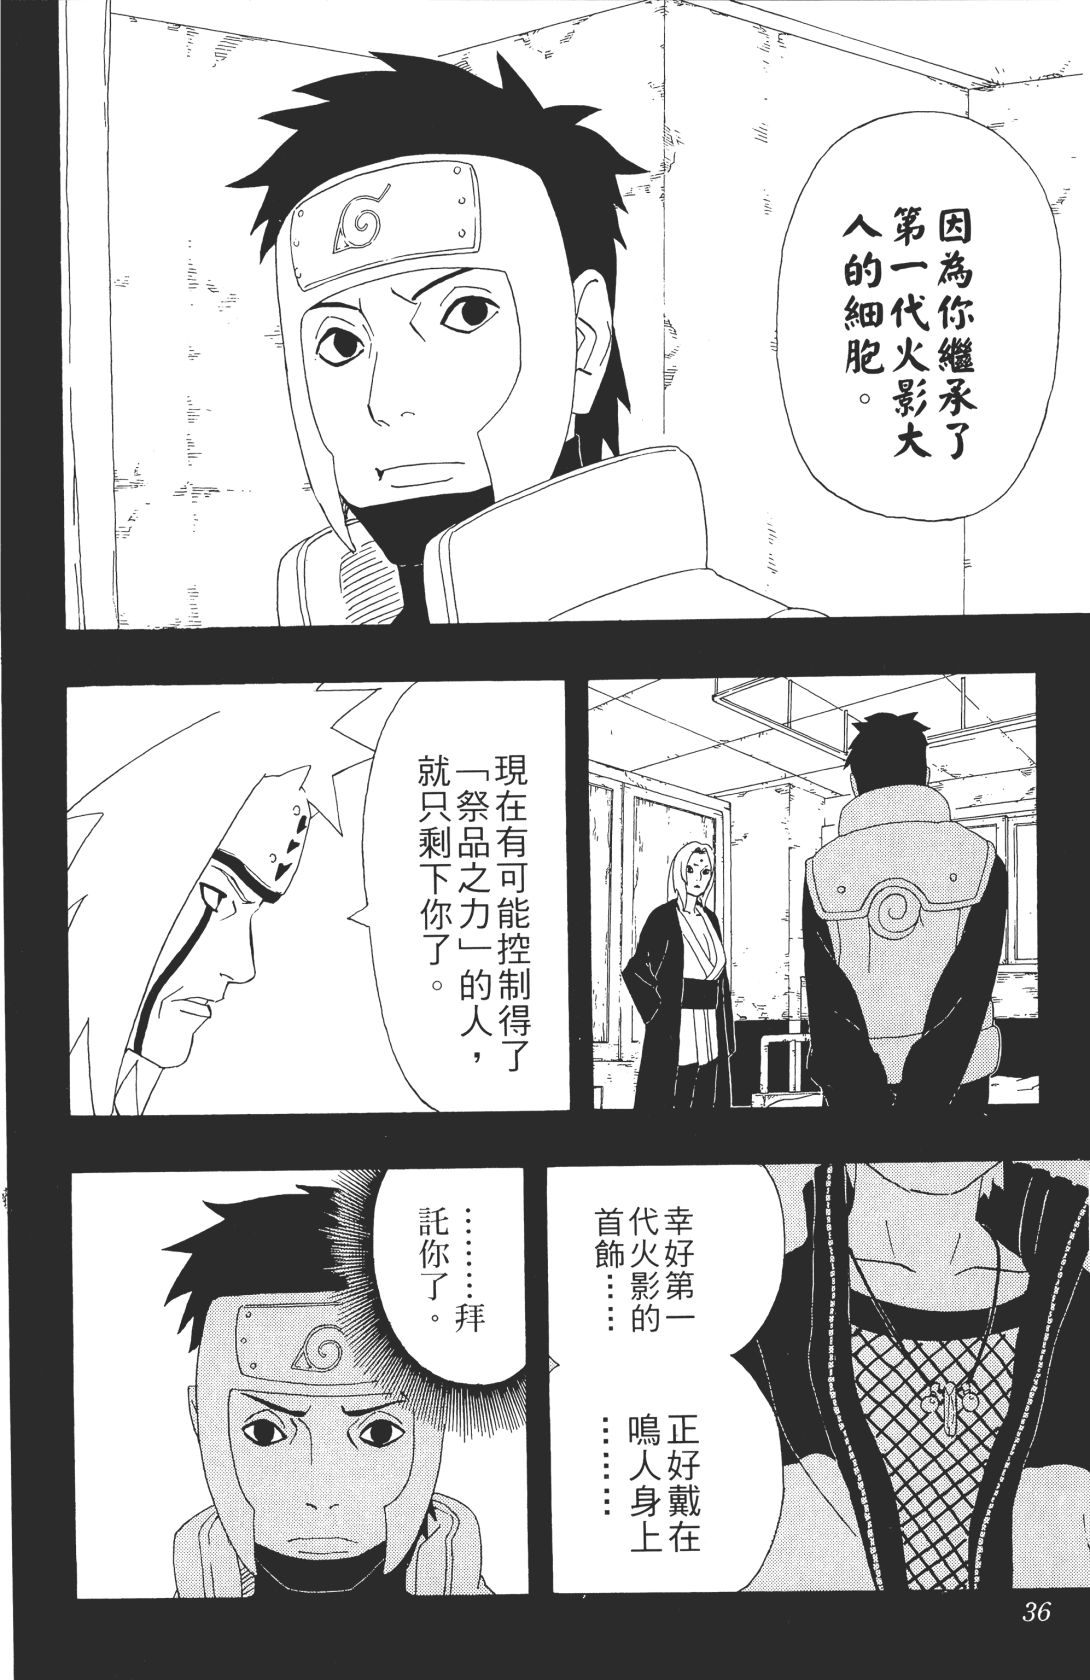 因為你繼承了
第一代火影大
人的細胞。
現在有可能控制得了
「祭品之力」的人，
就只剩下你了。
幸好第一
代火影的
首飾……
正好戴在
鳴人身上
………
………拜
託你了。
36